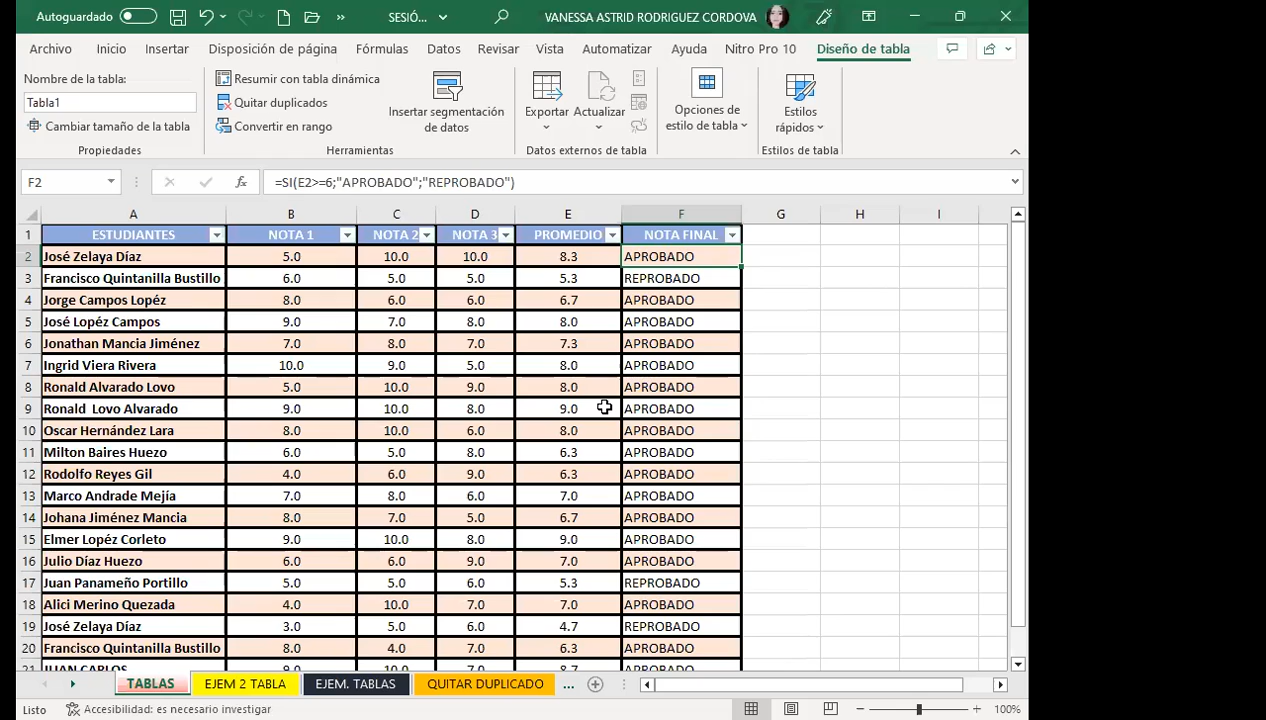 Autoguardado
SESIÓ...
VANESSA ASTRID RODRIGUEZ CORDOVA
Archivo Inicio Insertar Disposición de página Fórmulas Datos Revisar Vista Automatizar Ayuda Nitro Pro 10 Diseño de tabla
Nombre de la tabla:
Tabla1
Cambiar tamaño de la tabla
Propiedades
Resumir con tabla dinámica
Quitar duplicados
Convertir en rango
Insertar segmentación
de datos
Herramientas
Exportar
Actualizar
Datos externos de tabla
Opciones de
estilo de tabla
Estilos
rápidos
Estilos de tabla
F2
fx
=SI(E2>=6;"APROBADO";"REPROBADO")
A B C D E F G H I
1 ESTUDIANTES NOTA 1 NOTA 2 NOTA 3 PROMEDIO NOTA FINAL
2 José Zelaya Díaz 5.0 10.0 10.0 8.3 APROBADO
3 Francisco Quintanilla Bustillo 6.0 5.0 5.0 5.3 REPROBADO
4 Jorge Campos Lopéz 8.0 6.0 6.0 6.7 APROBADO
5 José Lopéz Campos 9.0 7.0 8.0 8.0 APROBADO
6 Jonathan Mancia Jiménez 7.0 8.0 7.0 7.3 APROBADO
7 Ingrid Viera Rivera 10.0 9.0 5.0 8.0 APROBADO
8 Ronald Alvarado Lovo 5.0 10.0 9.0 8.0 APROBADO
9 Ronald Lovo Alvarado 9.0 10.0 8.0 9.0 APROBADO
10 Oscar Hernández Lara 8.0 10.0 6.0 8.0 APROBADO
11 Milton Baires Huezo 6.0 5.0 8.0 6.3 APROBADO
12 Rodolfo Reyes Gil 4.0 6.0 9.0 6.3 APROBADO
13 Marco Andrade Mejía 7.0 8.0 6.0 7.0 APROBADO
14 Johana Jiménez Mancia 8.0 7.0 5.0 6.7 APROBADO
15 Elmer Lopéz Corleto 9.0 10.0 8.0 9.0 APROBADO
16 Julio Díaz Huezo 6.0 6.0 9.0 7.0 APROBADO
17 Juan Panameño Portillo 5.0 5.0 6.0 5.3 REPROBADO
18 Alici Merino Quezada 4.0 10.0 7.0 7.0 APROBADO
19 José Zelaya Díaz 3.0 5.0 6.0 4.7 REPROBADO
20 Francisco Quintanilla Bustillo 8.0 4.0 7.0 6.3 APROBADO
21 JUAN CARLOS 9.0 10.0 7.0 8.7 APROBADO
TABLAS EJEM 2 TABLA EJEM. TABLAS QUITAR DUPLICADO ...
Listo Accesibilidad: es necesario investigar 100%